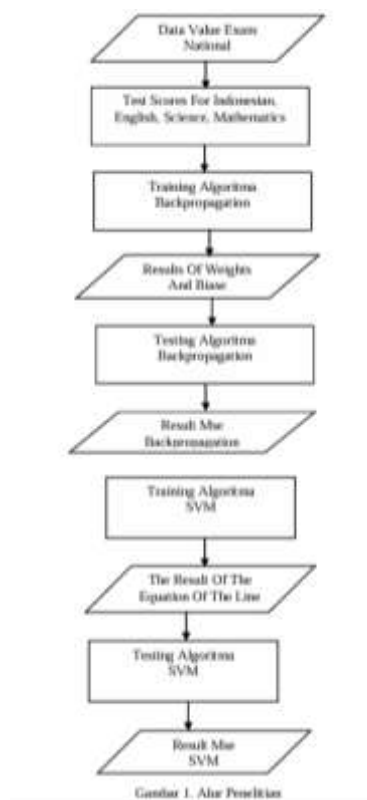 Data Value Exam
National
Test Scores For Indonesian,
English, Science, Mathematics
Training Algoritma
Backpropagation
Results Of Weights
And Biase
Testing Algoritma
Backpropagation
Result Mse
Backpropagation
Training Algoritma
SVM
The Result Of The
Equation Of The Line
Testing Algoritma
SVM
Result Mse
SVM
Gambar 1. Alur Penelitian